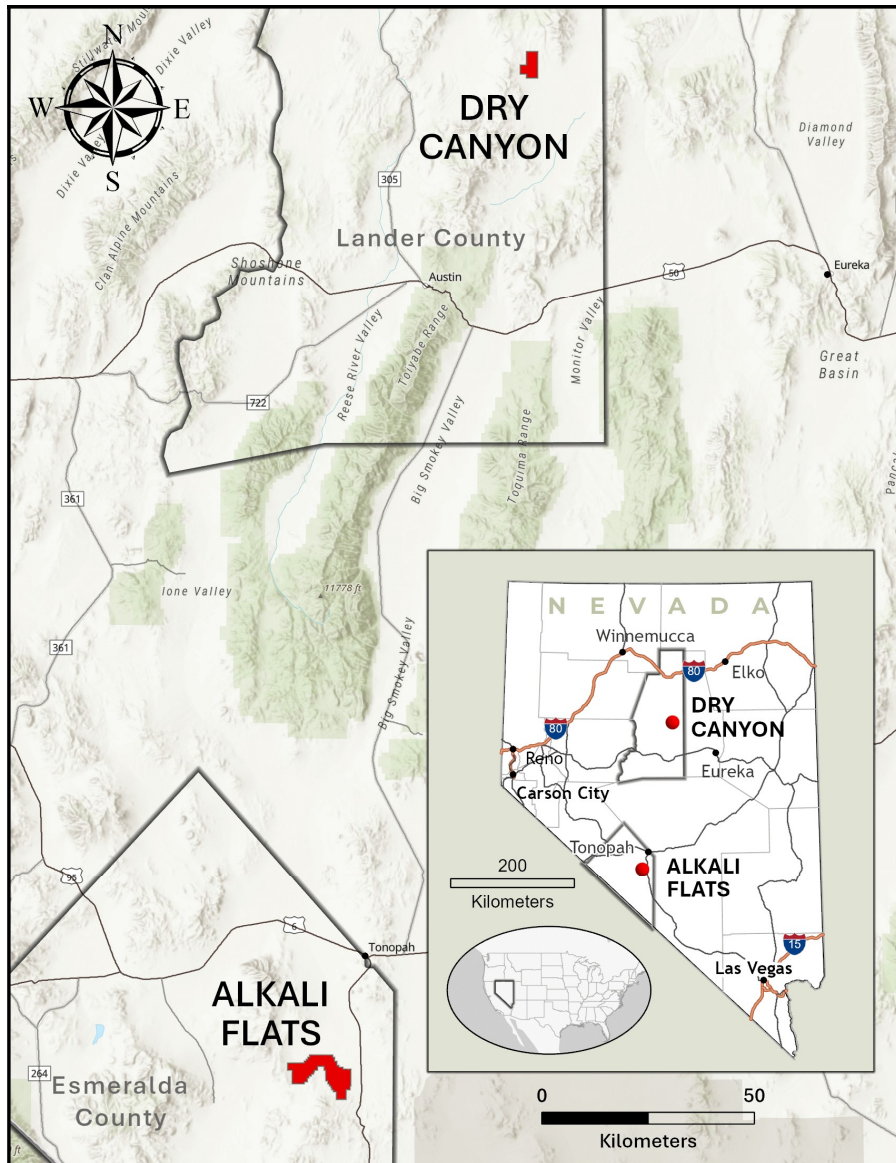 N
W
E
S
Dixie Valley
Dixie Valley
Clan Alpine Mountains
DRY
CANYON
Diamond
Valley
305
Lander County
Shoshone
Mountains
Austin
50
Eureka
Great
Basin
Reese River Valley
Toiyabe Range
Monitor Valley
722
Big Smokey Valley
Toquima Range
361
Ione Valley
11778 ft
361
Big Smokey Valley
95
6
Tonopah
ALKALI
FLATS
264
Esmeralda
County
ft
NEVADA
Winnemucca
80
Elko
DRY
CANYON
80
Reno
Eureka
Carson City
Tonopah
ALKALI
FLATS
200
Kilometers
15
Las Vegas
0
50
Kilometers